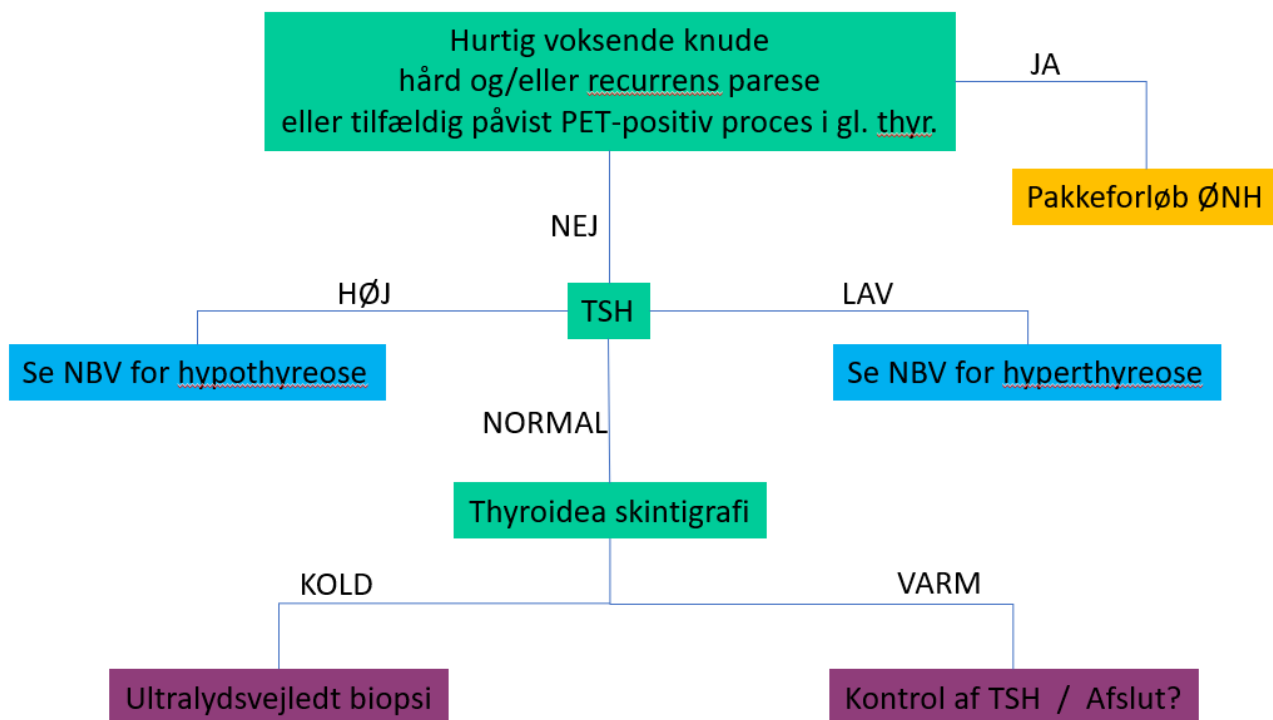 Hurtig voksende knude
hård og/eller recurrens parese
eller tilfældig påvist PET-positiv proces i gl. thyr.
JA
Pakkeforløb ØNH
NEJ
HØJ
TSH
LAV
Se NBV for hypothyreose
Se NBV for hyperthyreose
NORMAL
Thyroidea skintigrafi
KOLD
VARM
Ultralydsvejledt biopsi
Kontrol af TSH / Afslut?